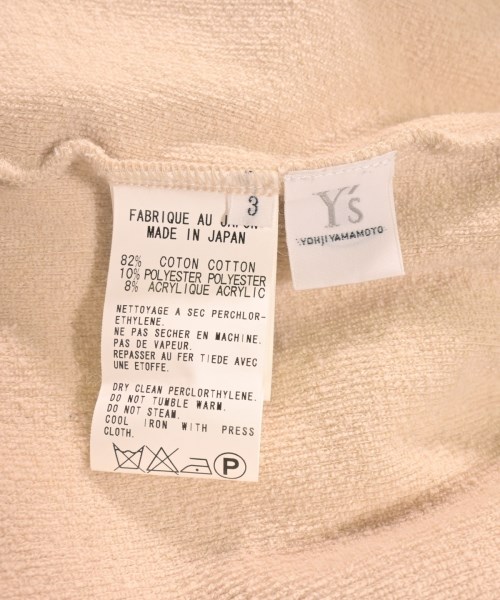 3
FABRIQUE AU JAPON
MADE IN JAPAN
82% COTON COTTON
10% POLYESTER POLYESTER
8% ACRYLIQUE ACRYLIC
NETTOYAGE A SEC PERCHLOR-
ETHYLENE.
NE PAS SECHER EN MACHINE.
PAS DE VAPEUR.
REPASSER AU FER TIEDE AVEC
UNE ETOFFE.
DRY CLEAN PERCLORTHYLENE.
DO NOT TUMBLE WARM.
DO NOT STEAM.
COOL IRON WITH PRESS
CLOTH.
P
Y's
YOHJIYAMAMOTO